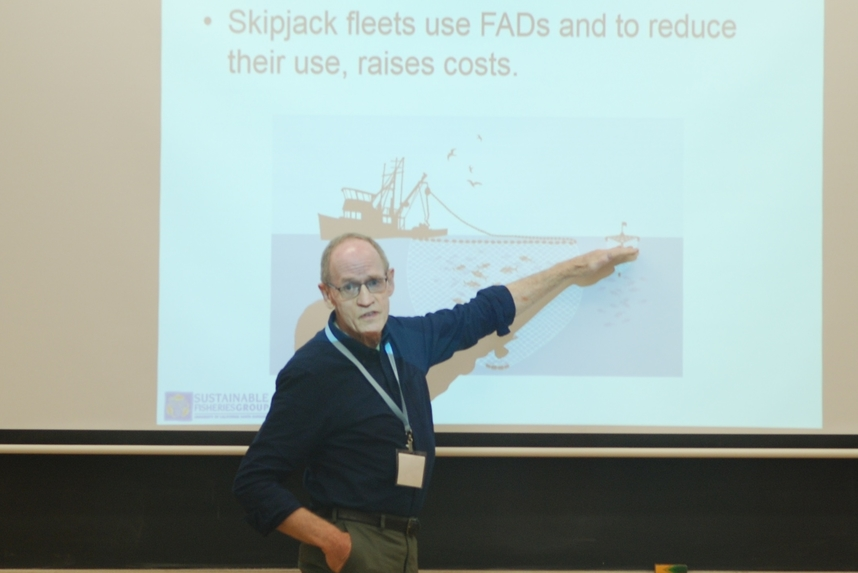 • Skipjack fleets use FADs and to reduce
their use, raises costs.
SUSTAINABLE
FISHERIESGROUP